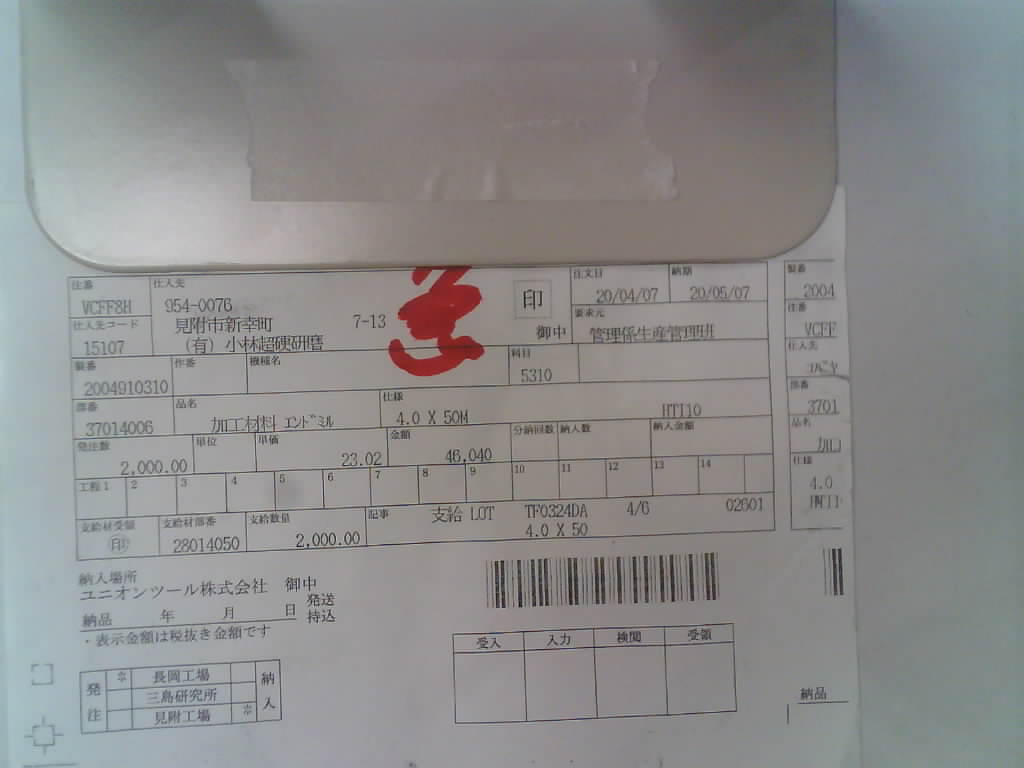 注番 仕入先 注文日 納期
VCFF8H 954-0076 印 20/04/07 20/05/07
仕入先コード 見附市新幸町 7-13 御中 要求元
15107 (有)小林超硬研磨 管理係生産管理班
製番 作番 機種名 科目
2004910310 5310
部番 品名 仕様
37014006 加工材料 エンドミル 4.0 X 50M HTI10
発注数 単位 単価 金額 分納回数 納入数 納入金額
2,000.00 23.02 46,040
工程1 2 3 4 5 6 7 8 9 10 11 12 13 14
支給材受領 支給材部番 支給数量 記事 支給 LOT TF0324DA 4/6 02601
印 28014050 2,000.00 4.0 X 50
納入場所
ユニオンツール株式会社 御中
納品 年 月 日 発送
持込
・表示金額は税抜き金額です
発注 ※ 長岡工場 納入
三島研究所
見附工場 ※
受入 入力 検閲 受領
製番
2004
注番
VCFF
仕入先
コバヤ
部番
3701
品名
加工
仕様
4.0
納品